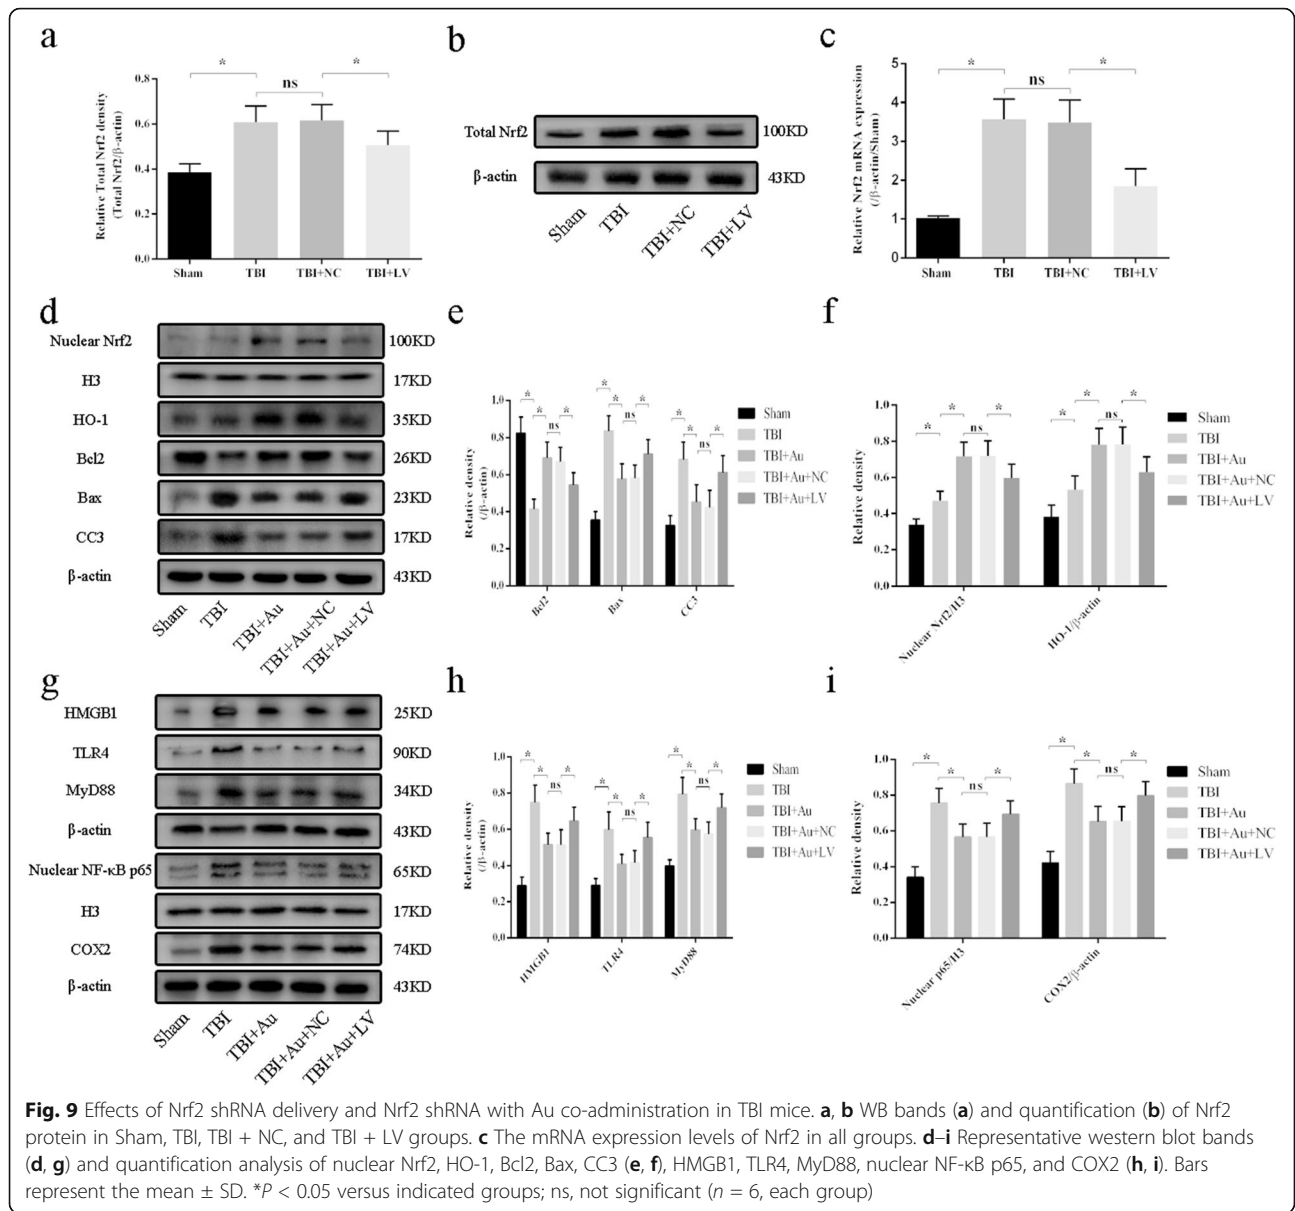 a
b
c
*
ns
*
Relative Total Nrf2 density
(Total Nrf2/β-actin)
0.8
0.6
0.4
0.2
0.0
Sham TBI TBI+NC TBI+LV
Total Nrf2 100KD
β-actin 43KD
Sham TBI TBI+NC TBI+LV
*
ns
*
Relative Nrf2 mRNA expression
(/β-actin/Sham)
5
4
3
2
1
0
Sham TBI TBI+NC TBI+LV
d
e
f
Nuclear Nrf2 100KD
H3 17KD
HO-1 35KD
Bcl2 26KD
Bax 23KD
CC3 17KD
β-actin 43KD
Sham TBI TBI+Au TBI+Au+NC TBI+Au+LV
Relative density
(/β-actin)
1.0
0.8
0.6
0.4
0.2
0.0
* * ns *
* * ns *
* * ns *
Bcl2 Bax CC3
Sham
TBI
TBI+Au
TBI+Au+NC
TBI+Au+LV
Relative density
1.0
0.8
0.6
0.4
0.2
0.0
* * ns *
* * ns *
Nuclear Nrf2/H3 HO-1/β-actin
Sham
TBI
TBI+Au
TBI+Au+NC
TBI+Au+LV
g
h
i
HMGB1 25KD
TLR4 90KD
MyD88 34KD
β-actin 43KD
Nuclear NF-κB p65 65KD
H3 17KD
COX2 74KD
β-actin 43KD
Sham TBI TBI+Au TBI+Au+NC TBI+Au+LV
Relative density
(/β-actin)
1.0
0.8
0.6
0.4
0.2
0.0
* * ns *
* * ns *
* * ns *
HMGB1 TLR4 MyD88
Sham
TBI
TBI+Au
TBI+Au+NC
TBI+Au+LV
Relative density
1.0
0.8
0.6
0.4
0.2
0.0
* * ns *
* * ns *
Nuclear p65/H3 COX2/β-actin
Sham
TBI
TBI+Au
TBI+Au+NC
TBI+Au+LV
Fig. 9 Effects of Nrf2 shRNA delivery and Nrf2 shRNA with Au co-administration in TBI mice. a, b WB bands (a) and quantification (b) of Nrf2
protein in Sham, TBI, TBI + NC, and TBI + LV groups. c The mRNA expression levels of Nrf2 in all groups. d–i Representative western blot bands
(d, g) and quantification analysis of nuclear Nrf2, HO-1, Bcl2, Bax, CC3 (e, f), HMGB1, TLR4, MyD88, nuclear NF-κB p65, and COX2 (h, i). Bars
represent the mean ± SD. *P < 0.05 versus indicated groups; ns, not significant (n = 6, each group)